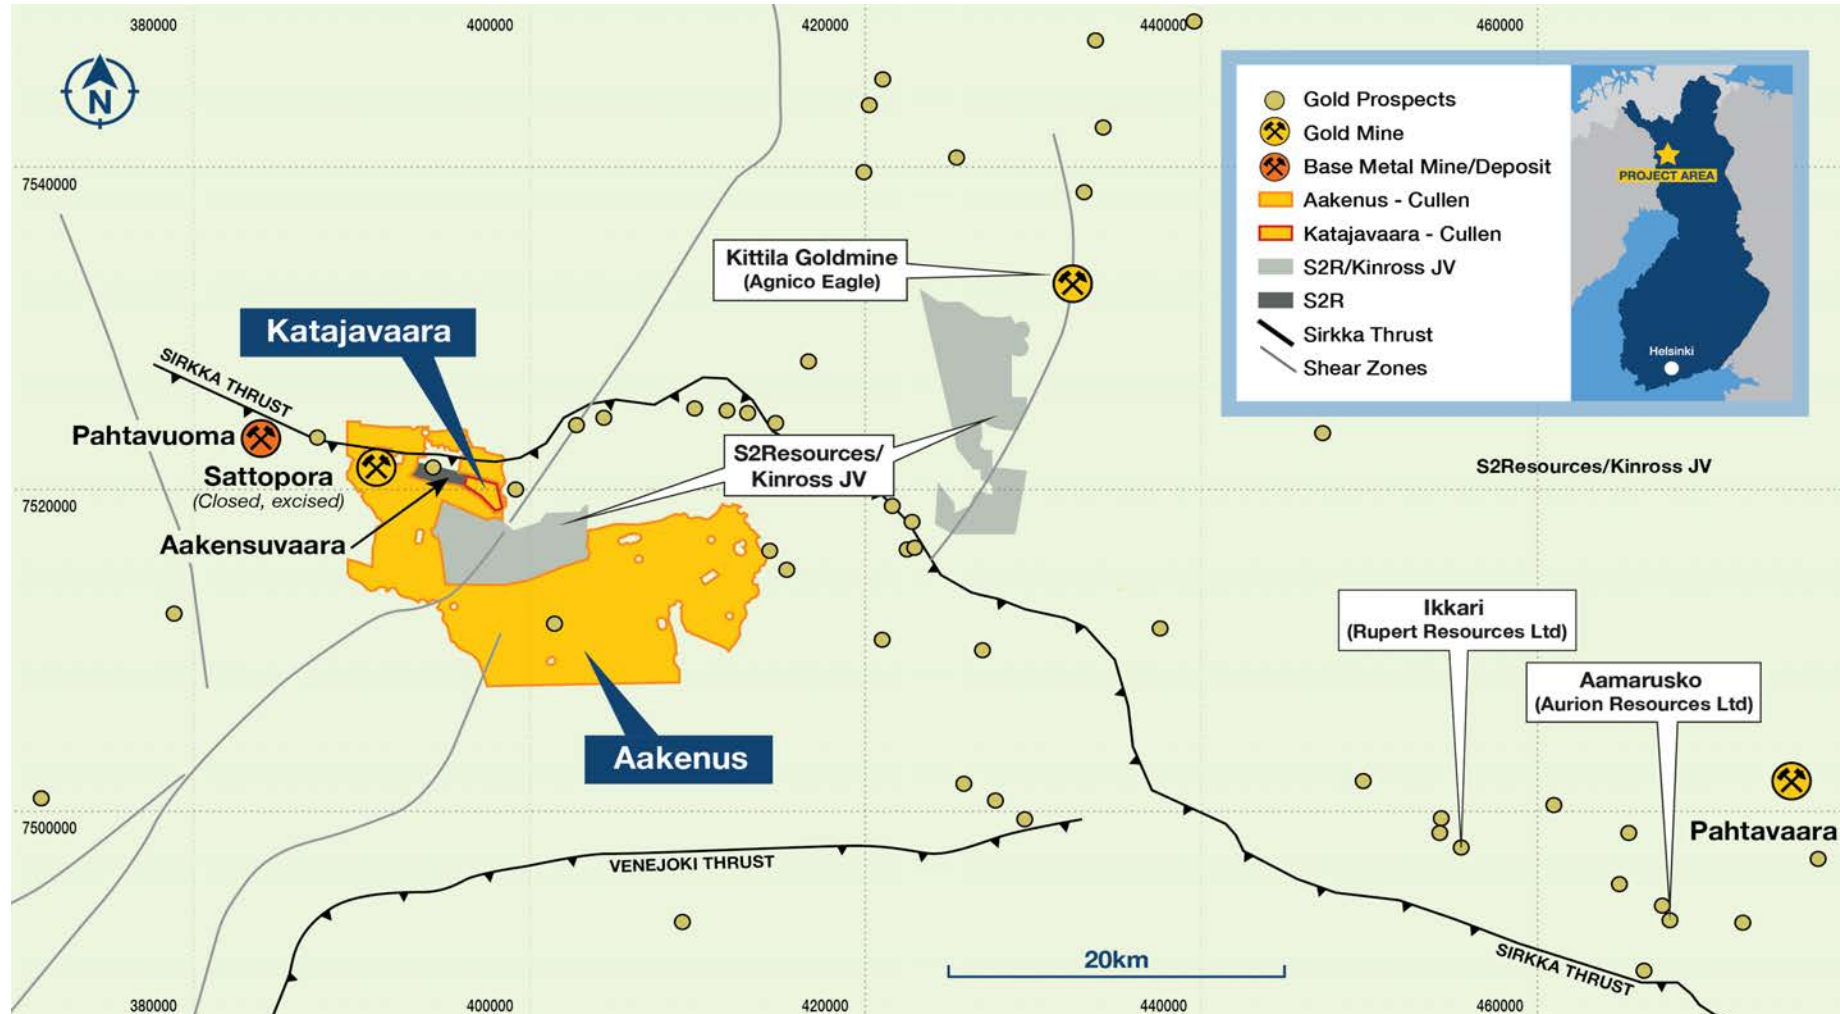 380000
400000
420000
440000
460000
N
Gold Prospects
Gold Mine
Base Metal Mine/Deposit
Aakenus - Cullen
Katajavaara - Cullen
S2R/Kinross JV
S2R
Sirkka Thrust
Shear Zones
PROJECT AREA
Helsinki
7540000
Kittila Goldmine
(Agnico Eagle)
Katajavaara
SIRKKA THRUST
Pahtavuoma
Sattopora
(Closed, excised)
S2Resources/
Kinross JV
S2Resources/Kinross JV
7520000
Aakensuvaara
Ikkari
(Rupert Resources Ltd)
Aamarusko
(Aurion Resources Ltd)
Aakenus
7500000
Pahtavaara
VENEJOKI THRUST
SIRKKA THRUST
20km
380000
400000
420000
440000
460000